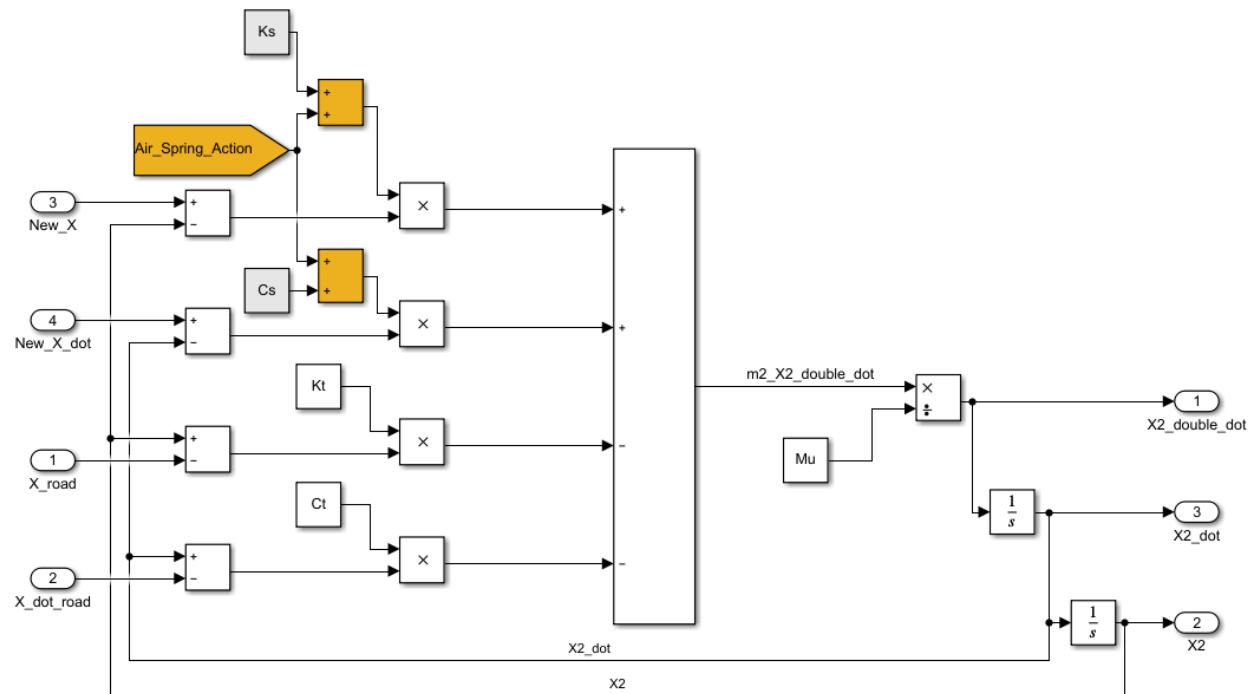 Ks
+
+
Air_Spring_Action
3
New_X
+
−
×
+
+
+
Cs
4
New_X_dot
+
−
×
+
Kt
m2_X2_double_dot
×
÷
1
X2_double_dot
+
−
×
−
1
X_road
Mu
Ct
1
s
3
X2_dot
+
−
×
−
2
X_dot_road
1
s
2
X2
X2_dot
X2